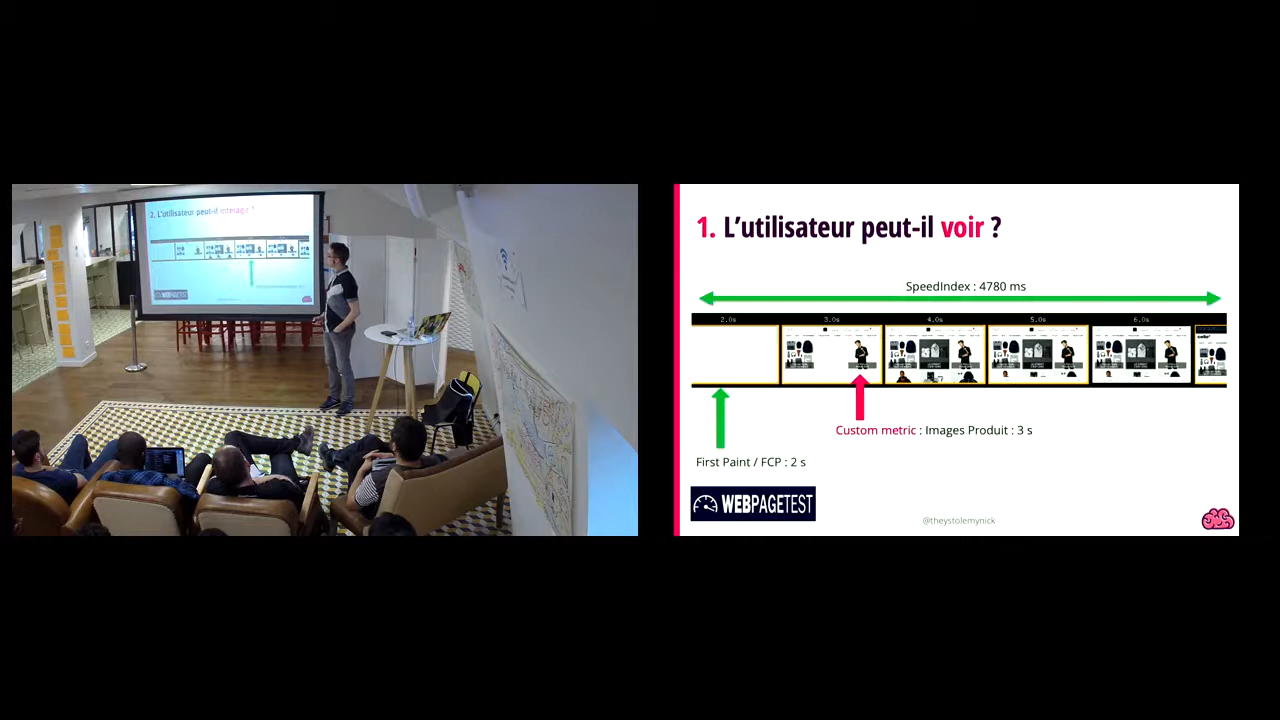 2. L'utilisateur peut-il interagir ?
1. L'utilisateur peut-il voir ?
SpeedIndex : 4780 ms
2.0s 3.0s 4.0s 5.0s 6.0s
Custom metric : Images Produit : 3 s
First Paint / FCP : 2 s
WEBPAGETEST
@theystolemynick